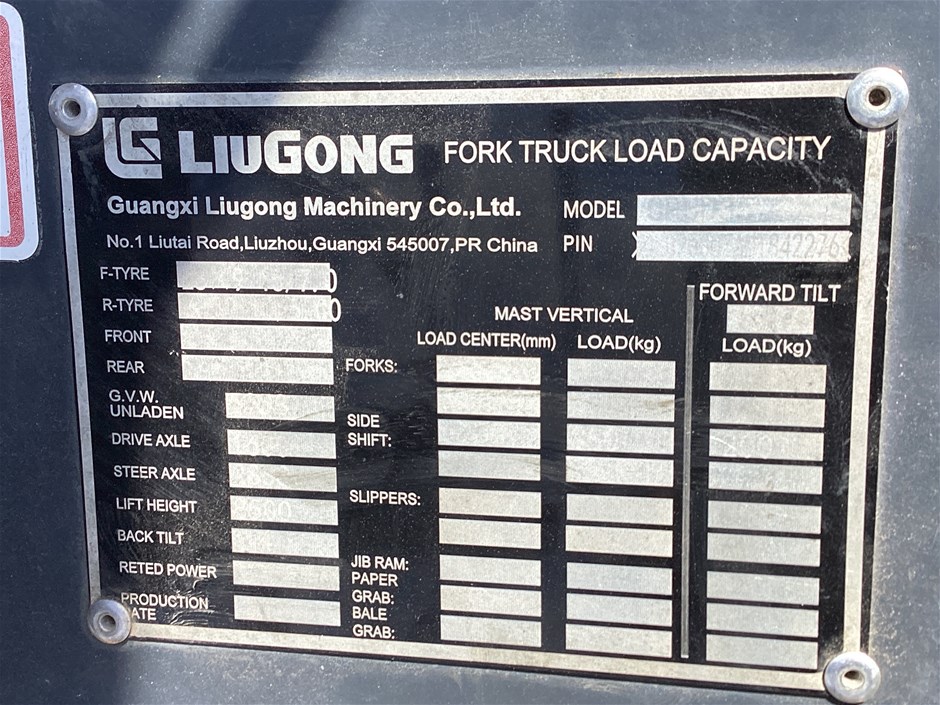 LG LIUGONG FORK TRUCK LOAD CAPACITY
Guangxi Liugong Machinery Co.,Ltd. MODEL
No.1 Liutai Road,Liuzhou,Guangxi 545007,PR China PIN
F-TYRE
R-TYRE
FRONT
REAR
G.V.W.
UNLADEN
DRIVE AXLE
STEER AXLE
LIFT HEIGHT
BACK TILT
RETED POWER
PRODUCTION
MAST VERTICAL
LOAD CENTER(mm) LOAD(kg)
FORKS:
SIDE
SHIFT:
SLIPPERS:
JIB RAM:
PAPER
GRAB:
BALE
GRAB:
FORWARD TILT
LOAD(kg)